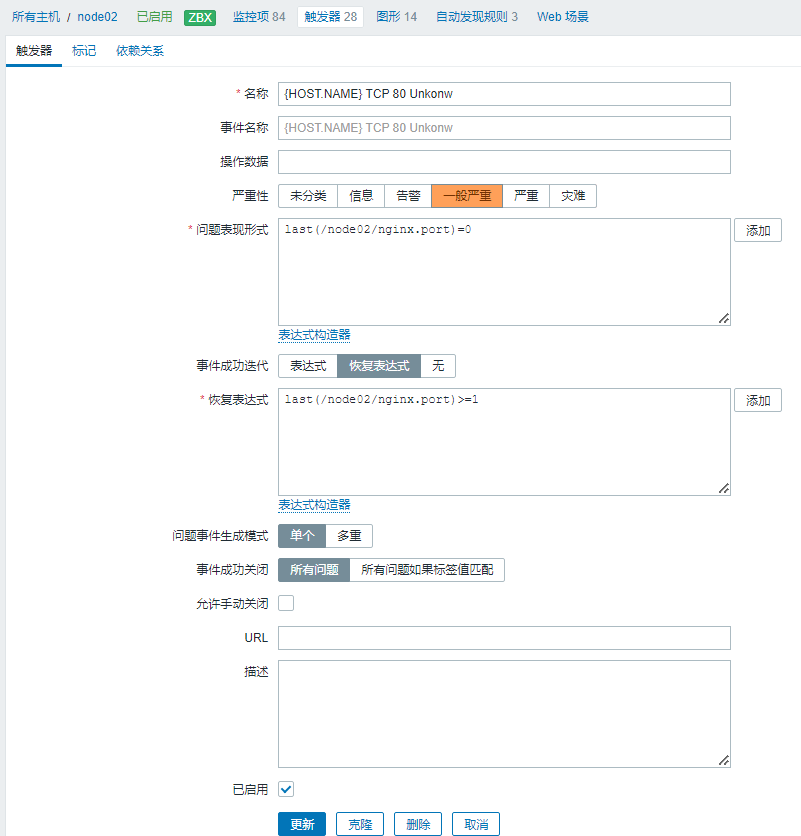 所有主机 / node02 已启用 ZBX 监控项 84 触发器 28 图形 14 自动发现规则 3 Web 场景
触发器 标记 依赖关系
* 名称 {HOST.NAME} TCP 80 Unkonw
事件名称 {HOST.NAME} TCP 80 Unkonw
操作数据
严重性 未分类 信息 告警 一般严重 严重 灾难
* 问题表现形式 last(/node02/nginx.port)=0 添加
表达式构造器
事件成功迭代 表达式 恢复表达式 无
* 恢复表达式 last(/node02/nginx.port)>=1 添加
表达式构造器
问题事件生成模式 单个 多重
事件成功关闭 所有问题 所有问题如果标签值匹配
允许手动关闭
URL
描述
已启用
更新 克隆 删除 取消